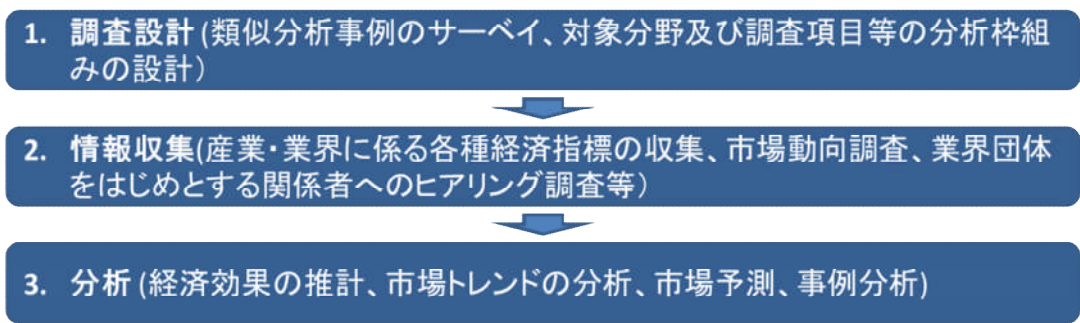 1. 調査設計 (類似分析事例のサーベイ、対象分野及び調査項目等の分析枠組
みの設計）
2. 情報収集(産業・業界に係る各種経済指標の収集、市場動向調査、業界団体
をはじめとする関係者へのヒアリング調査等）
3. 分析 (経済効果の推計、市場トレンドの分析、市場予測、事例分析)